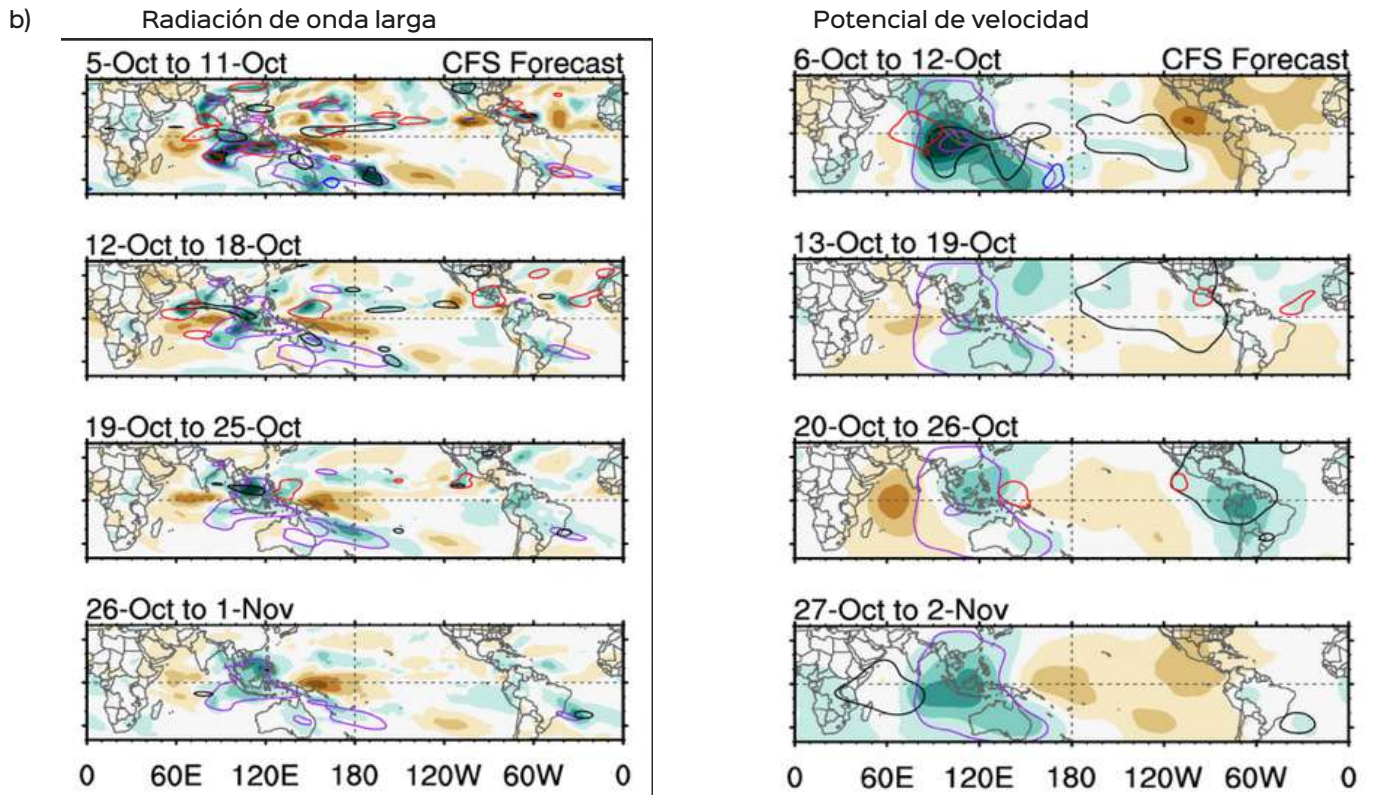 b) Radiación de onda larga
5-Oct to 11-Oct CFS Forecast
12-Oct to 18-Oct
19-Oct to 25-Oct
26-Oct to 1-Nov
0 60E 120E 180 120W 60W 0
Potencial de velocidad
6-Oct to 12-Oct CFS Forecast
13-Oct to 19-Oct
20-Oct to 26-Oct
27-Oct to 2-Nov
0 60E 120E 180 120W 60W 0